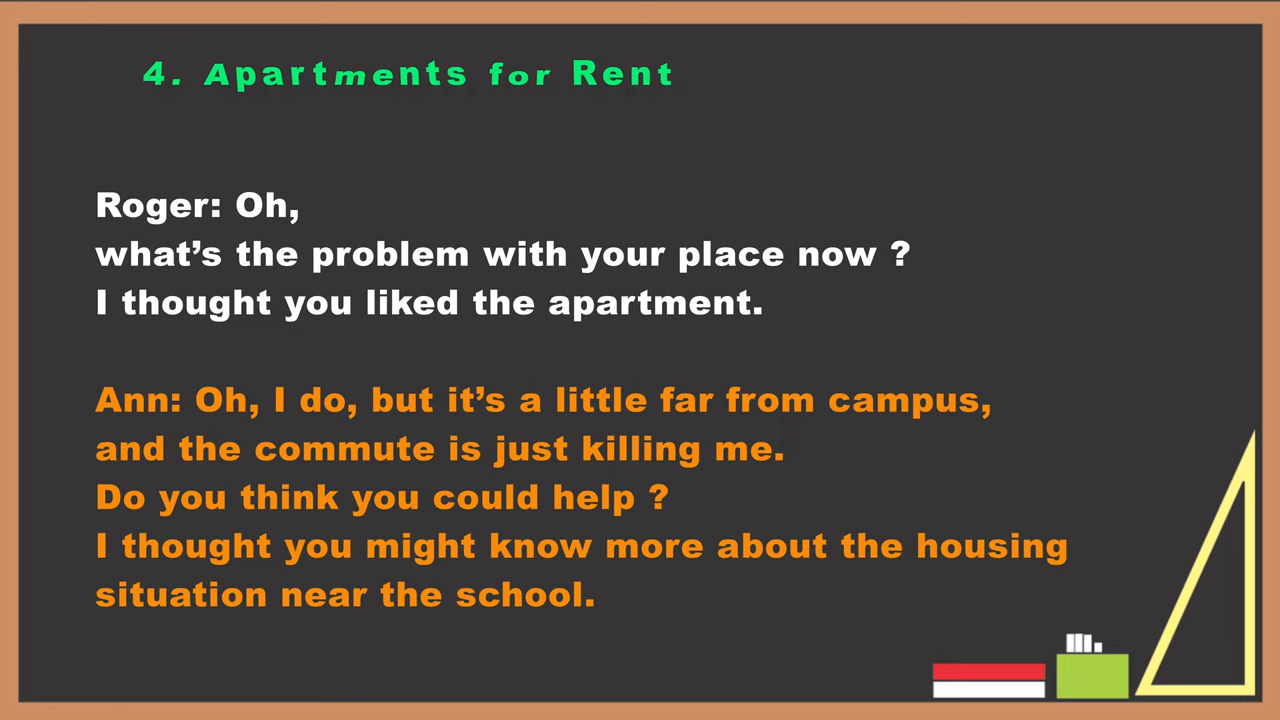 4. Apartments for Rent
Roger: Oh,
what’s the problem with your place now ?
I thought you liked the apartment.
Ann: Oh, I do, but it’s a little far from campus,
and the commute is just killing me.
Do you think you could help ?
I thought you might know more about the housing
situation near the school.